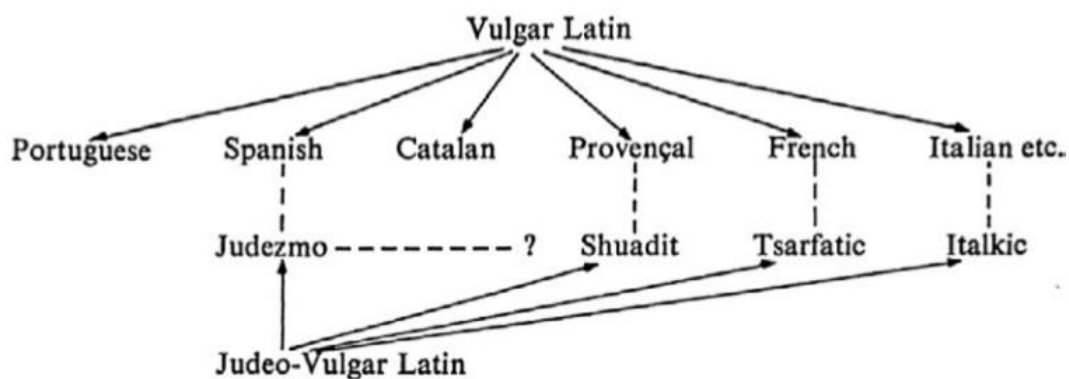 Vulgar Latin
Portuguese Spanish Catalan Provençal French Italian etc.
Judezmo ? Shuadit Tsarfatic Italkic
Judeo-Vulgar Latin